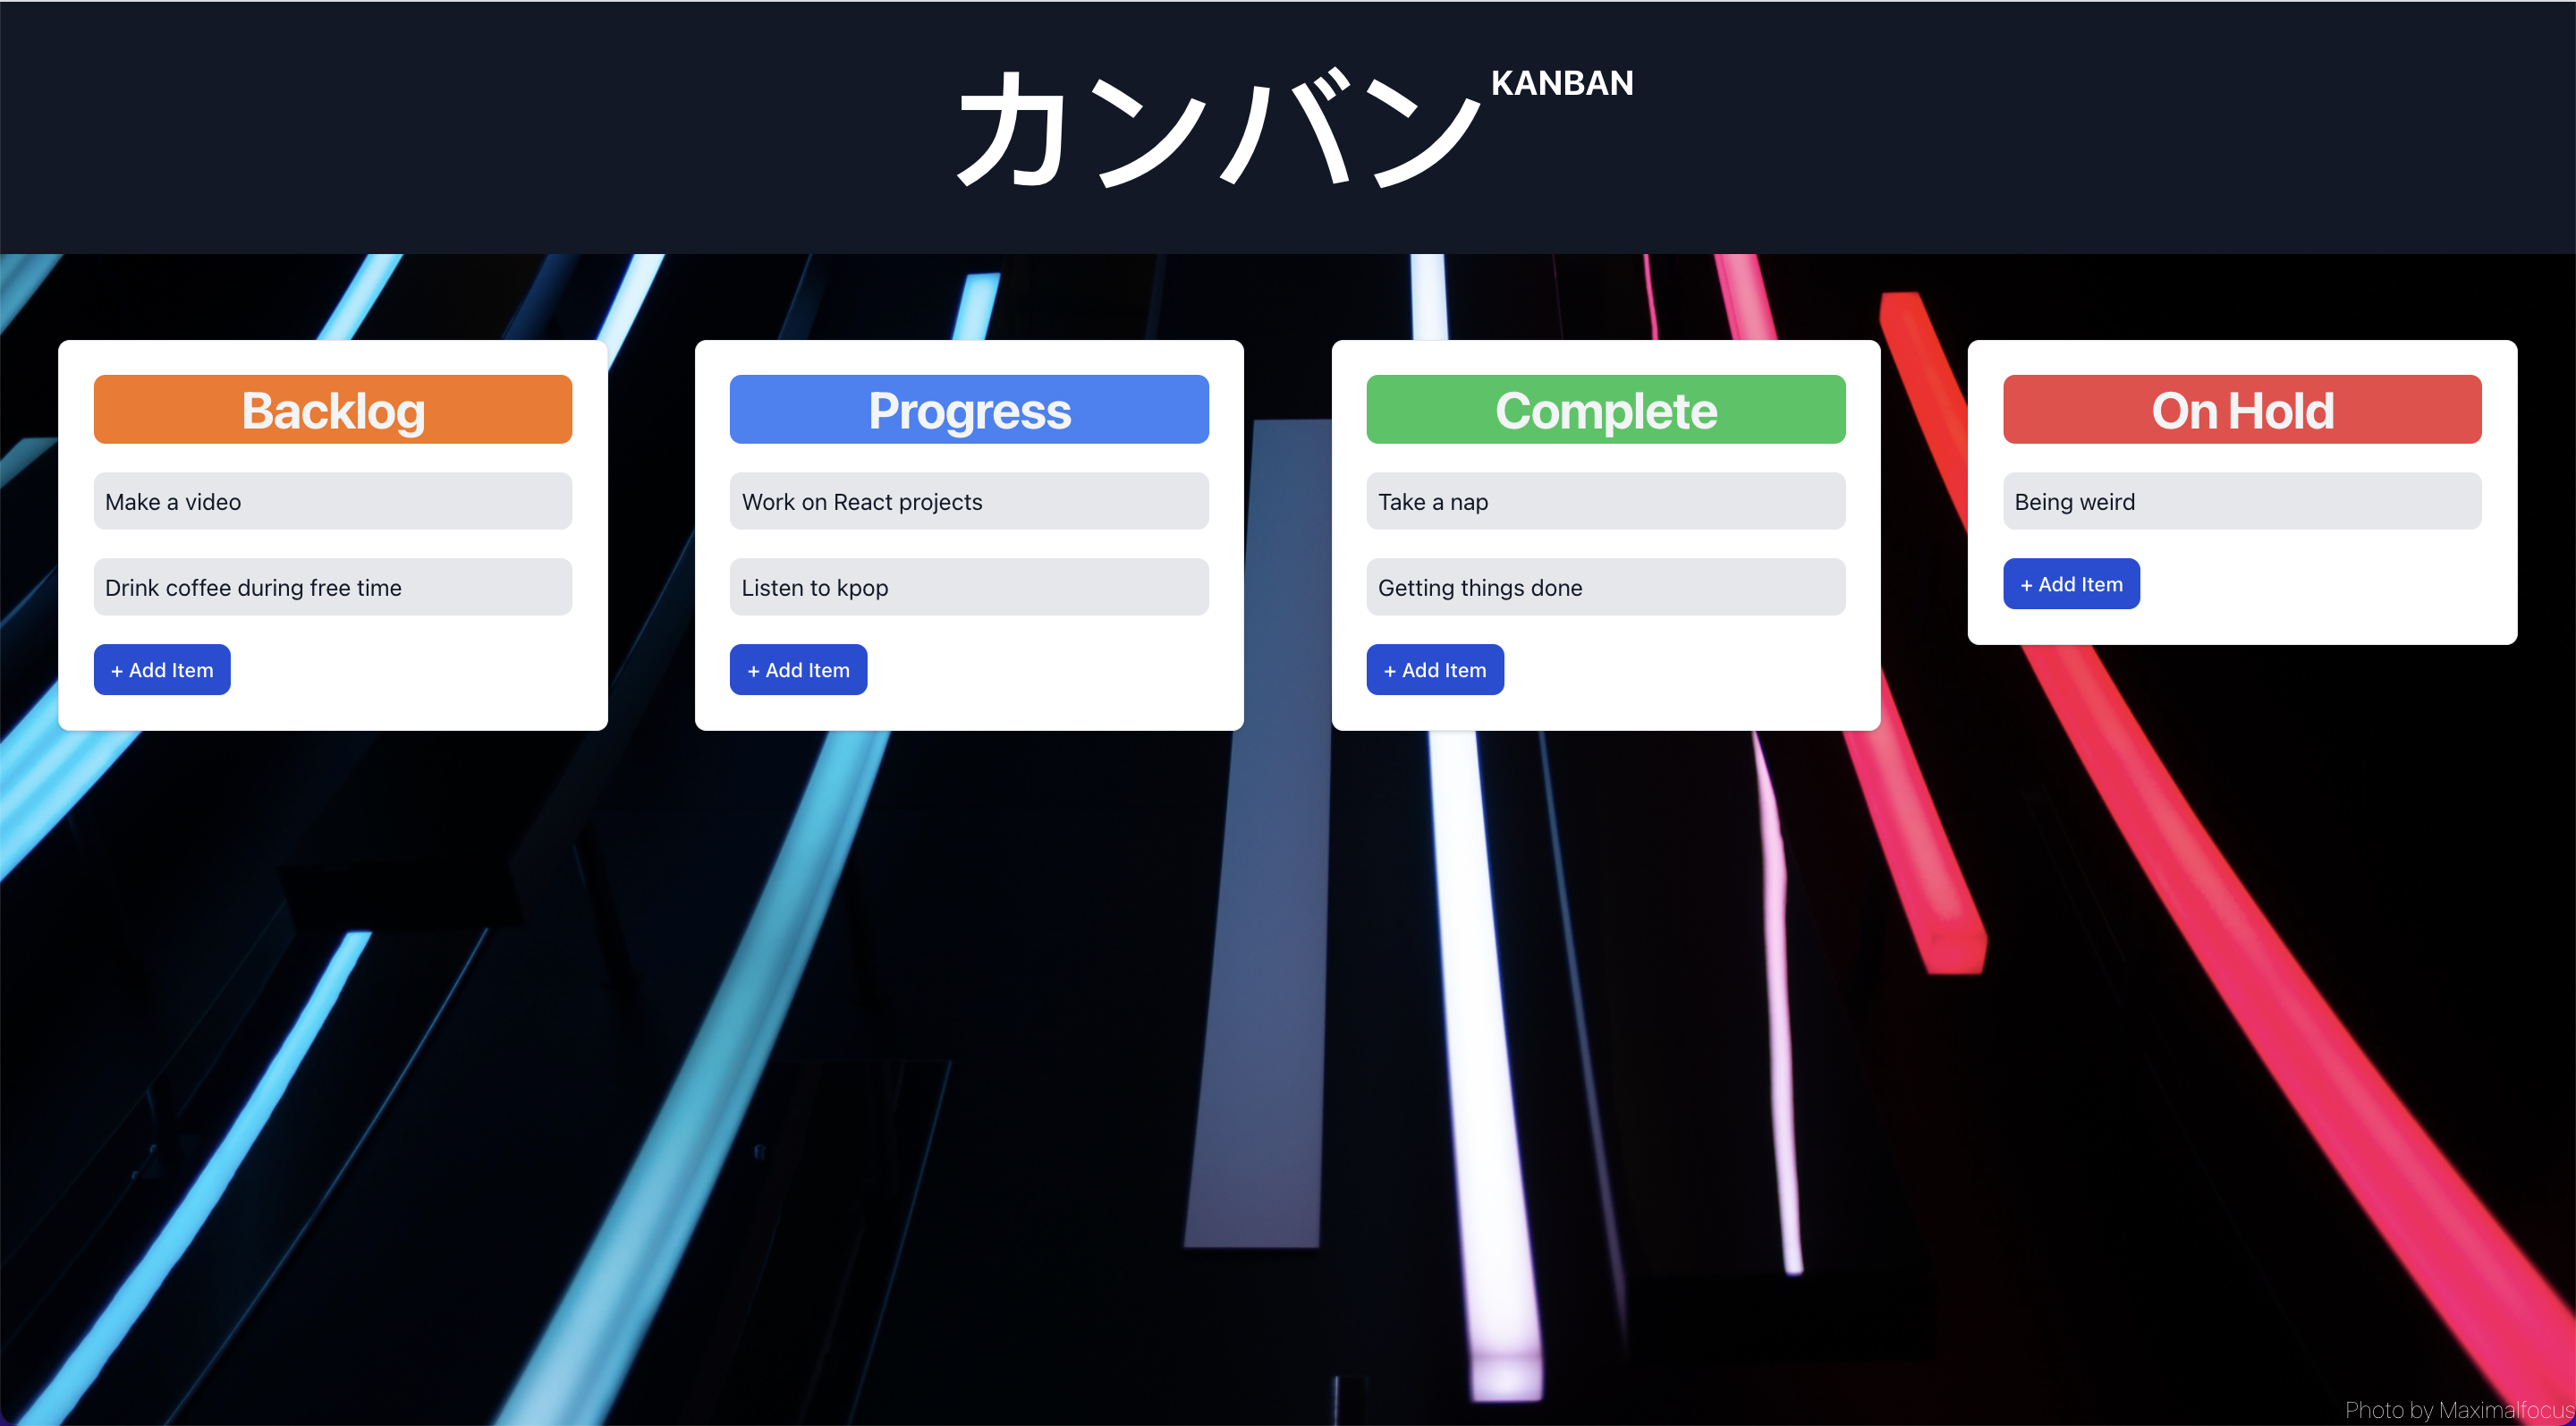 カンバン KANBAN
Backlog
Make a video
Drink coffee during free time
+ Add Item
Progress
Work on React projects
Listen to kpop
+ Add Item
Complete
Take a nap
Getting things done
+ Add Item
On Hold
Being weird
+ Add Item
Photo by Maximalfocus